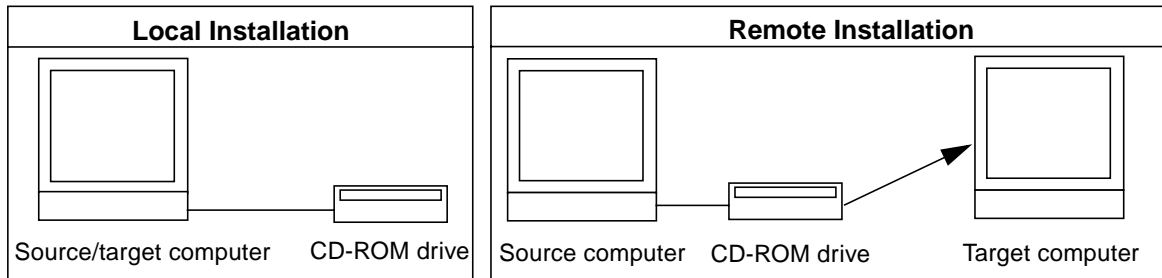 Local Installation
Source/target computer
CD-ROM drive
Remote Installation
Source computer
CD-ROM drive
Target computer